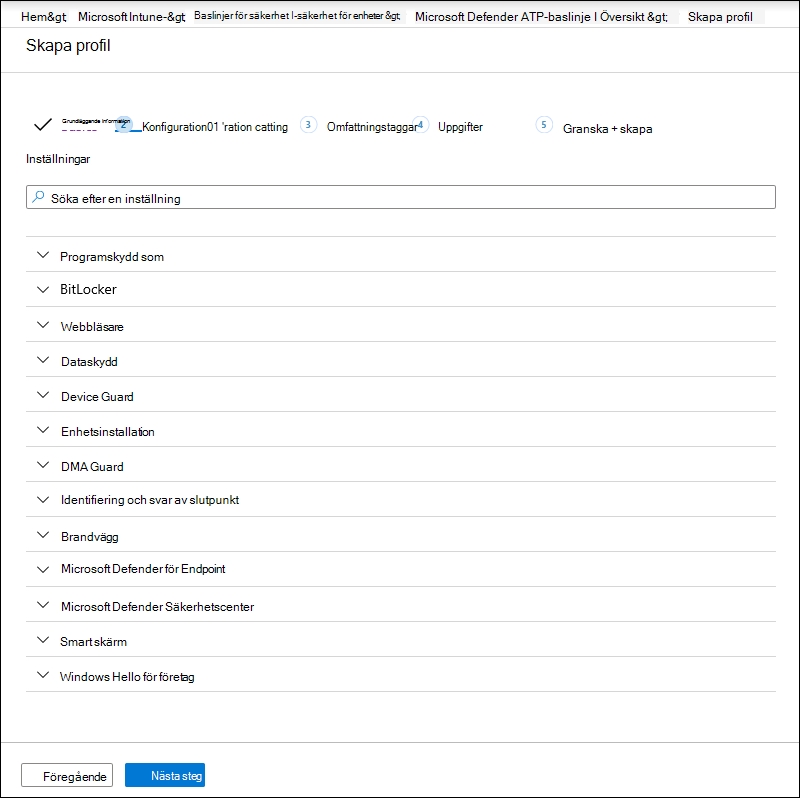 Hem&gt; Microsoft Intune-&gt; Baslinjer för säkerhet I-säkerhet för enheter &gt; Microsoft Defender ATP-baslinje I Översikt &gt; Skapa profil
Skapa profil
Grundläggande information 2 Konfiguration01 'ration catting 3 Omfattningstaggar 4 Uppgifter 5 Granska + skapa
Inställningar
Söka efter en inställning
Programskydd som
BitLocker
Webbläsare
Dataskydd
Device Guard
Enhetsinstallation
DMA Guard
Identifiering och svar av slutpunkt
Brandvägg
Microsoft Defender för Endpoint
Microsoft Defender Säkerhetscenter
Smart skärm
Windows Hello för företag
Föregående Nästa steg